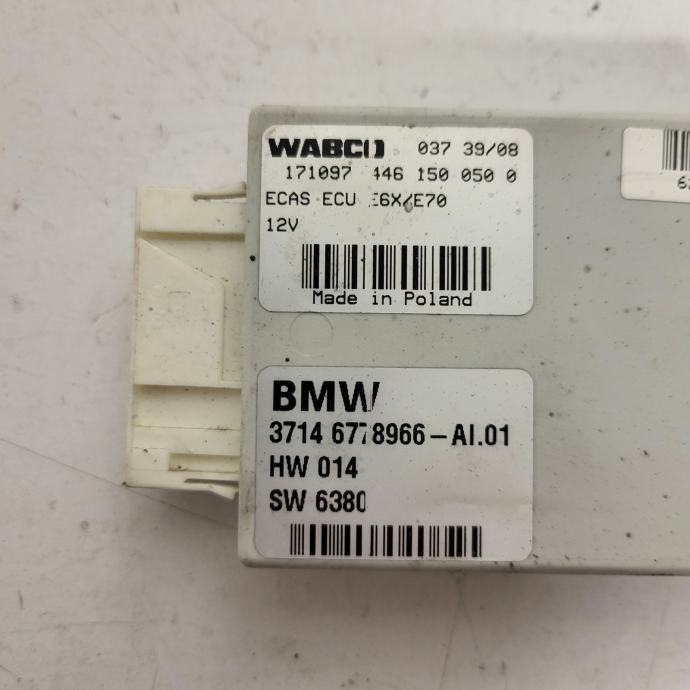 WABCO 037 39/08
171097 446 150 050 0
ECAS ECU E6X/E70
12V
Made in Poland
BMW
3714 6778966-AI.01
HW 014
SW 6380